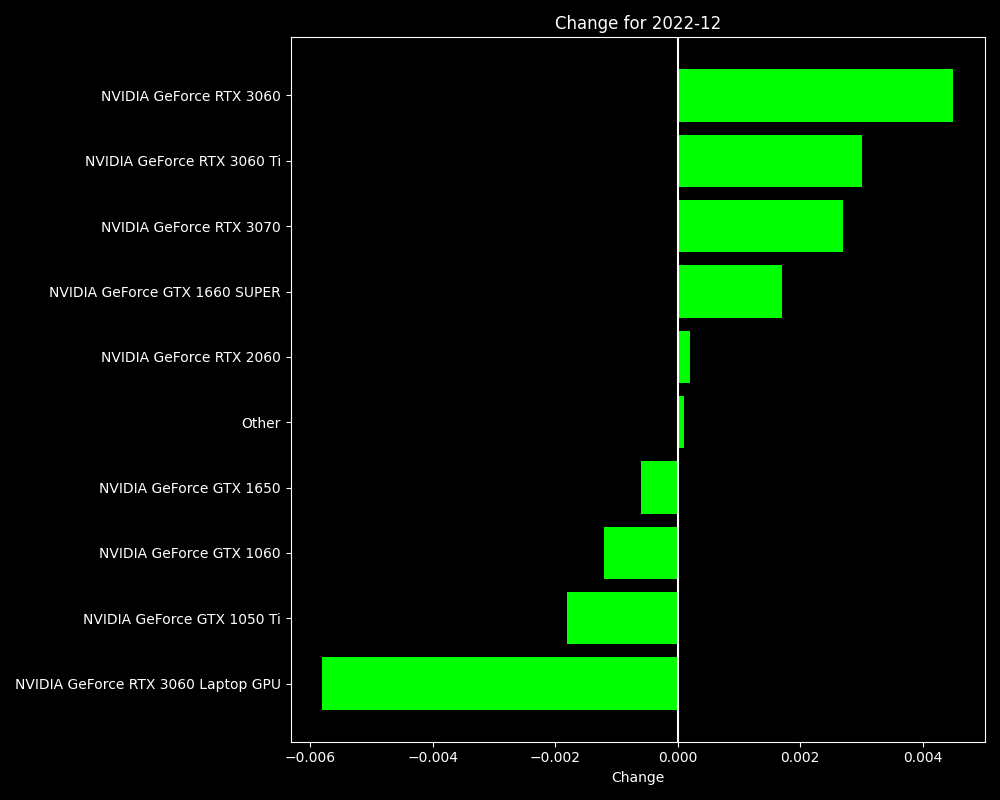 Change for 2022-12
NVIDIA GeForce RTX 3060
NVIDIA GeForce RTX 3060 Ti
NVIDIA GeForce RTX 3070
NVIDIA GeForce GTX 1660 SUPER
NVIDIA GeForce RTX 2060
Other
NVIDIA GeForce GTX 1650
NVIDIA GeForce GTX 1060
NVIDIA GeForce GTX 1050 Ti
NVIDIA GeForce RTX 3060 Laptop GPU
−0.006 −0.004 −0.002 0.000 0.002 0.004
Change